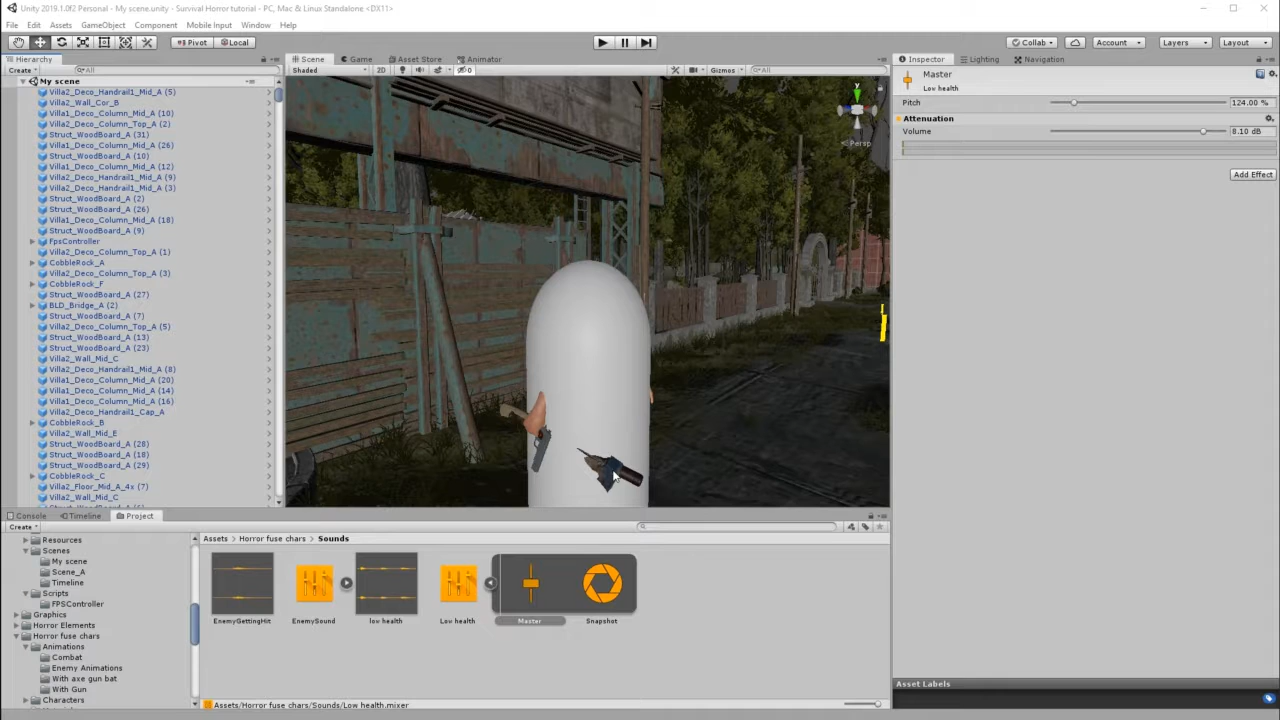 Unity 2019.1.0f2 Personal - My scene.unity - Survival Horror tutorial - PC, Mac & Linux Standalone <DX11>
File Edit Assets GameObject Component Mobile Input Window Help
Pivot Local Collab Account Layers Layout
Hierarchy Scene Game Asset Store Animator Inspector Lighting Navigation
Create All Shaded 2D 0 Gizmos All
My scene
Villa2_Deco_Handrail1_Mid_A (5)
Villa2_Wall_Cor_B
Villa1_Deco_Column_Mid_A (10)
Villa2_Deco_Column_Top_A (2)
Struct_WoodBoard_A (31)
Villa1_Deco_Column_Mid_A (26)
Struct_WoodBoard_A (10)
Villa1_Deco_Column_Mid_A (12)
Villa2_Deco_Handrail1_Mid_A (9)
Villa2_Deco_Handrail1_Mid_A (3)
Struct_WoodBoard_A (2)
Struct_WoodBoard_A (26)
Villa1_Deco_Column_Mid_A (18)
Struct_WoodBoard_A (9)
FpsController
Villa2_Deco_Column_Top_A (1)
CobbleRock_A
Villa2_Deco_Column_Top_A (3)
CobbleRock_F
Struct_WoodBoard_A (27)
BLD_Bridge_A (2)
Struct_WoodBoard_A (7)
Villa2_Deco_Column_Top_A (5)
Struct_WoodBoard_A (13)
Struct_WoodBoard_A (23)
Villa2_Wall_Mid_C
Villa2_Deco_Handrail1_Mid_A (8)
Villa1_Deco_Column_Mid_A (20)
Villa1_Deco_Column_Mid_A (14)
Villa1_Deco_Column_Mid_A (16)
Villa2_Deco_Handrail1_Cap_A
CobbleRock_B
Villa2_Wall_Mid_E
Struct_WoodBoard_A (28)
Struct_WoodBoard_A (18)
Struct_WoodBoard_A (29)
CobbleRock_C
Villa2_Floor_Mid_A_4x (7)
Villa2_Wall_Mid_C
y
Persp
Master
Low health
Pitch 124.00 %
Attenuation
Volume 8.10 dB
Add Effect
Asset Labels
Console Timeline Project
Create
Resources
Scenes
My scene
Scene_A
Timeline
Scripts
FPSController
Graphics
Horror Elements
Horror fuse chars
Animations
Combat
Enemy Animations
With axe gun bat
With Gun
Characters
Assets Horror fuse chars Sounds
EnemyGettingHit EnemySound low health Low health Master Snapshot
Assets/Horror fuse chars/Sounds/Low health.mixer